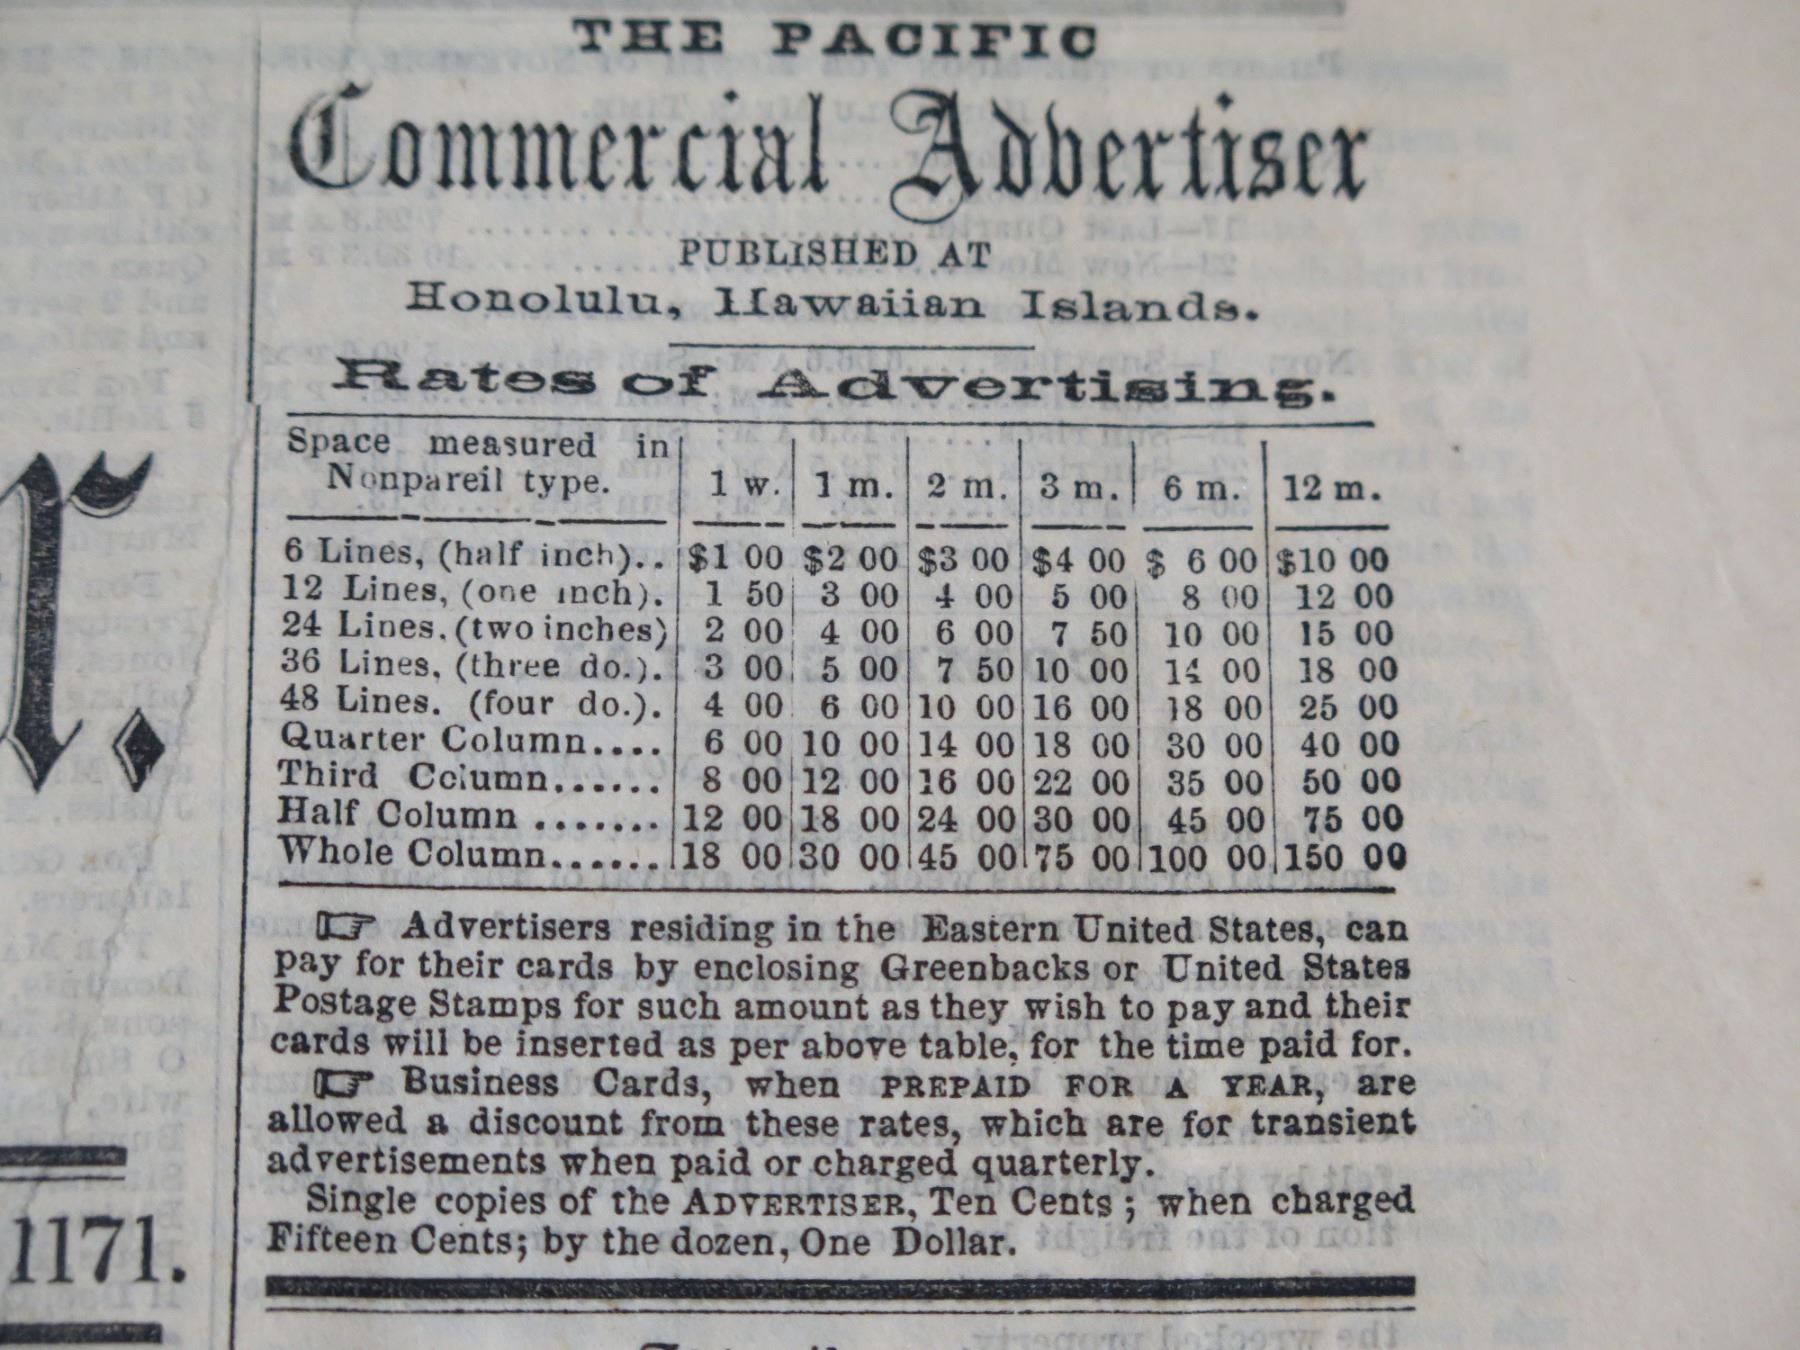 THE PACIFIC
Commercial Advertiser
PUBLISHED AT
Honolulu, Hawaiian Islands.
Rates of Advertising.
Space measured in
Nonpareil type. 1 w. 1 m. 2 m. 3 m. 6 m. 12 m.
6 Lines, (half inch).. $1 00 $2 00 $3 00 $4 00 $ 6 00 $10 00
12 Lines, (one inch). 1 50 3 00 4 00 5 00 8 00 12 00
24 Lines, (two inches) 2 00 4 00 6 00 7 50 10 00 15 00
36 Lines, (three do.). 3 00 5 00 7 50 10 00 14 00 18 00
48 Lines. (four do.). 4 00 6 00 10 00 16 00 18 00 25 00
Quarter Column.... 6 00 10 00 14 00 18 00 30 00 40 00
Third Column...... 8 00 12 00 16 00 22 00 35 00 50 00
Half Column ....... 12 00 18 00 24 00 30 00 45 00 75 00
Whole Column...... 18 00 30 00 45 00 75 00 100 00 150 00
☞ Advertisers residing in the Eastern United States, can
pay for their cards by enclosing Greenbacks or United States
Postage Stamps for such amount as they wish to pay and their
cards will be inserted as per above table, for the time paid for.
☞ Business Cards, when PREPAID FOR A YEAR, are
allowed a discount from these rates, which are for transient
advertisements when paid or charged quarterly.
Single copies of the ADVERTISER, Ten Cents ; when charged
Fifteen Cents; by the dozen, One Dollar.
r.
1171.